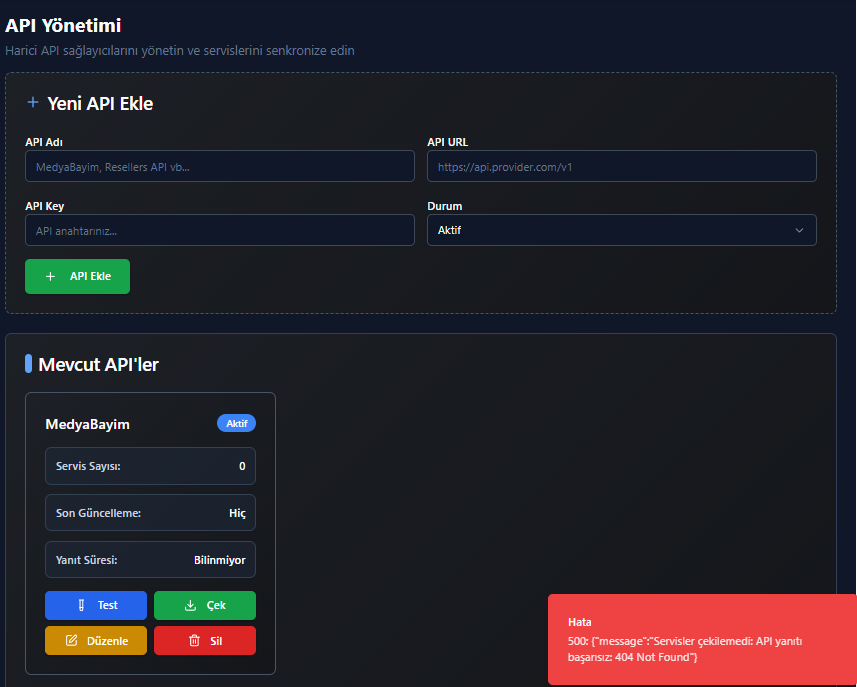 API Yönetimi
Harici API sağlayıcılarını yönetin ve servislerini senkronize edin
+ Yeni API Ekle
API Adı
API URL
MedyaBayim, Resellers API vb...
https://api.provider.com/v1
API Key
Durum
API anahtarınız...
Aktif
+ API Ekle
Mevcut API'ler
MedyaBayim
Aktif
Servis Sayısı: 0
Son Güncelleme: Hiç
Yanıt Süresi: Bilinmiyor
Test
Çek
Düzenle
Sil
Hata
500: {"message":"Servisler çekilemedi: API yanıtı
başarısız: 404 Not Found"}